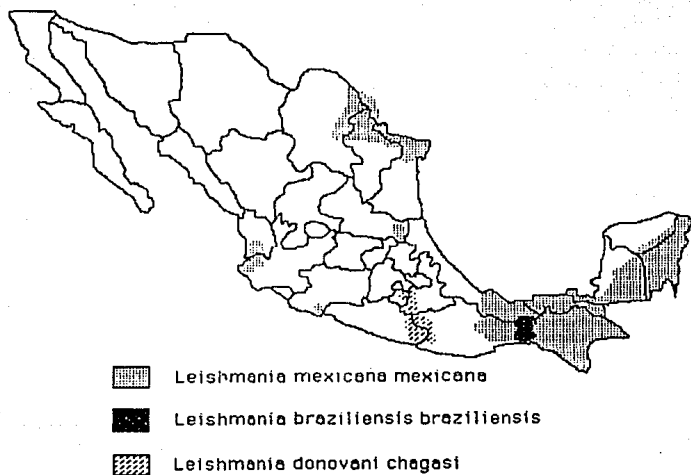 Leishmania mexicana mexicana
Leishmania braziliensis braziliensis
Leishmania donovani chagasi